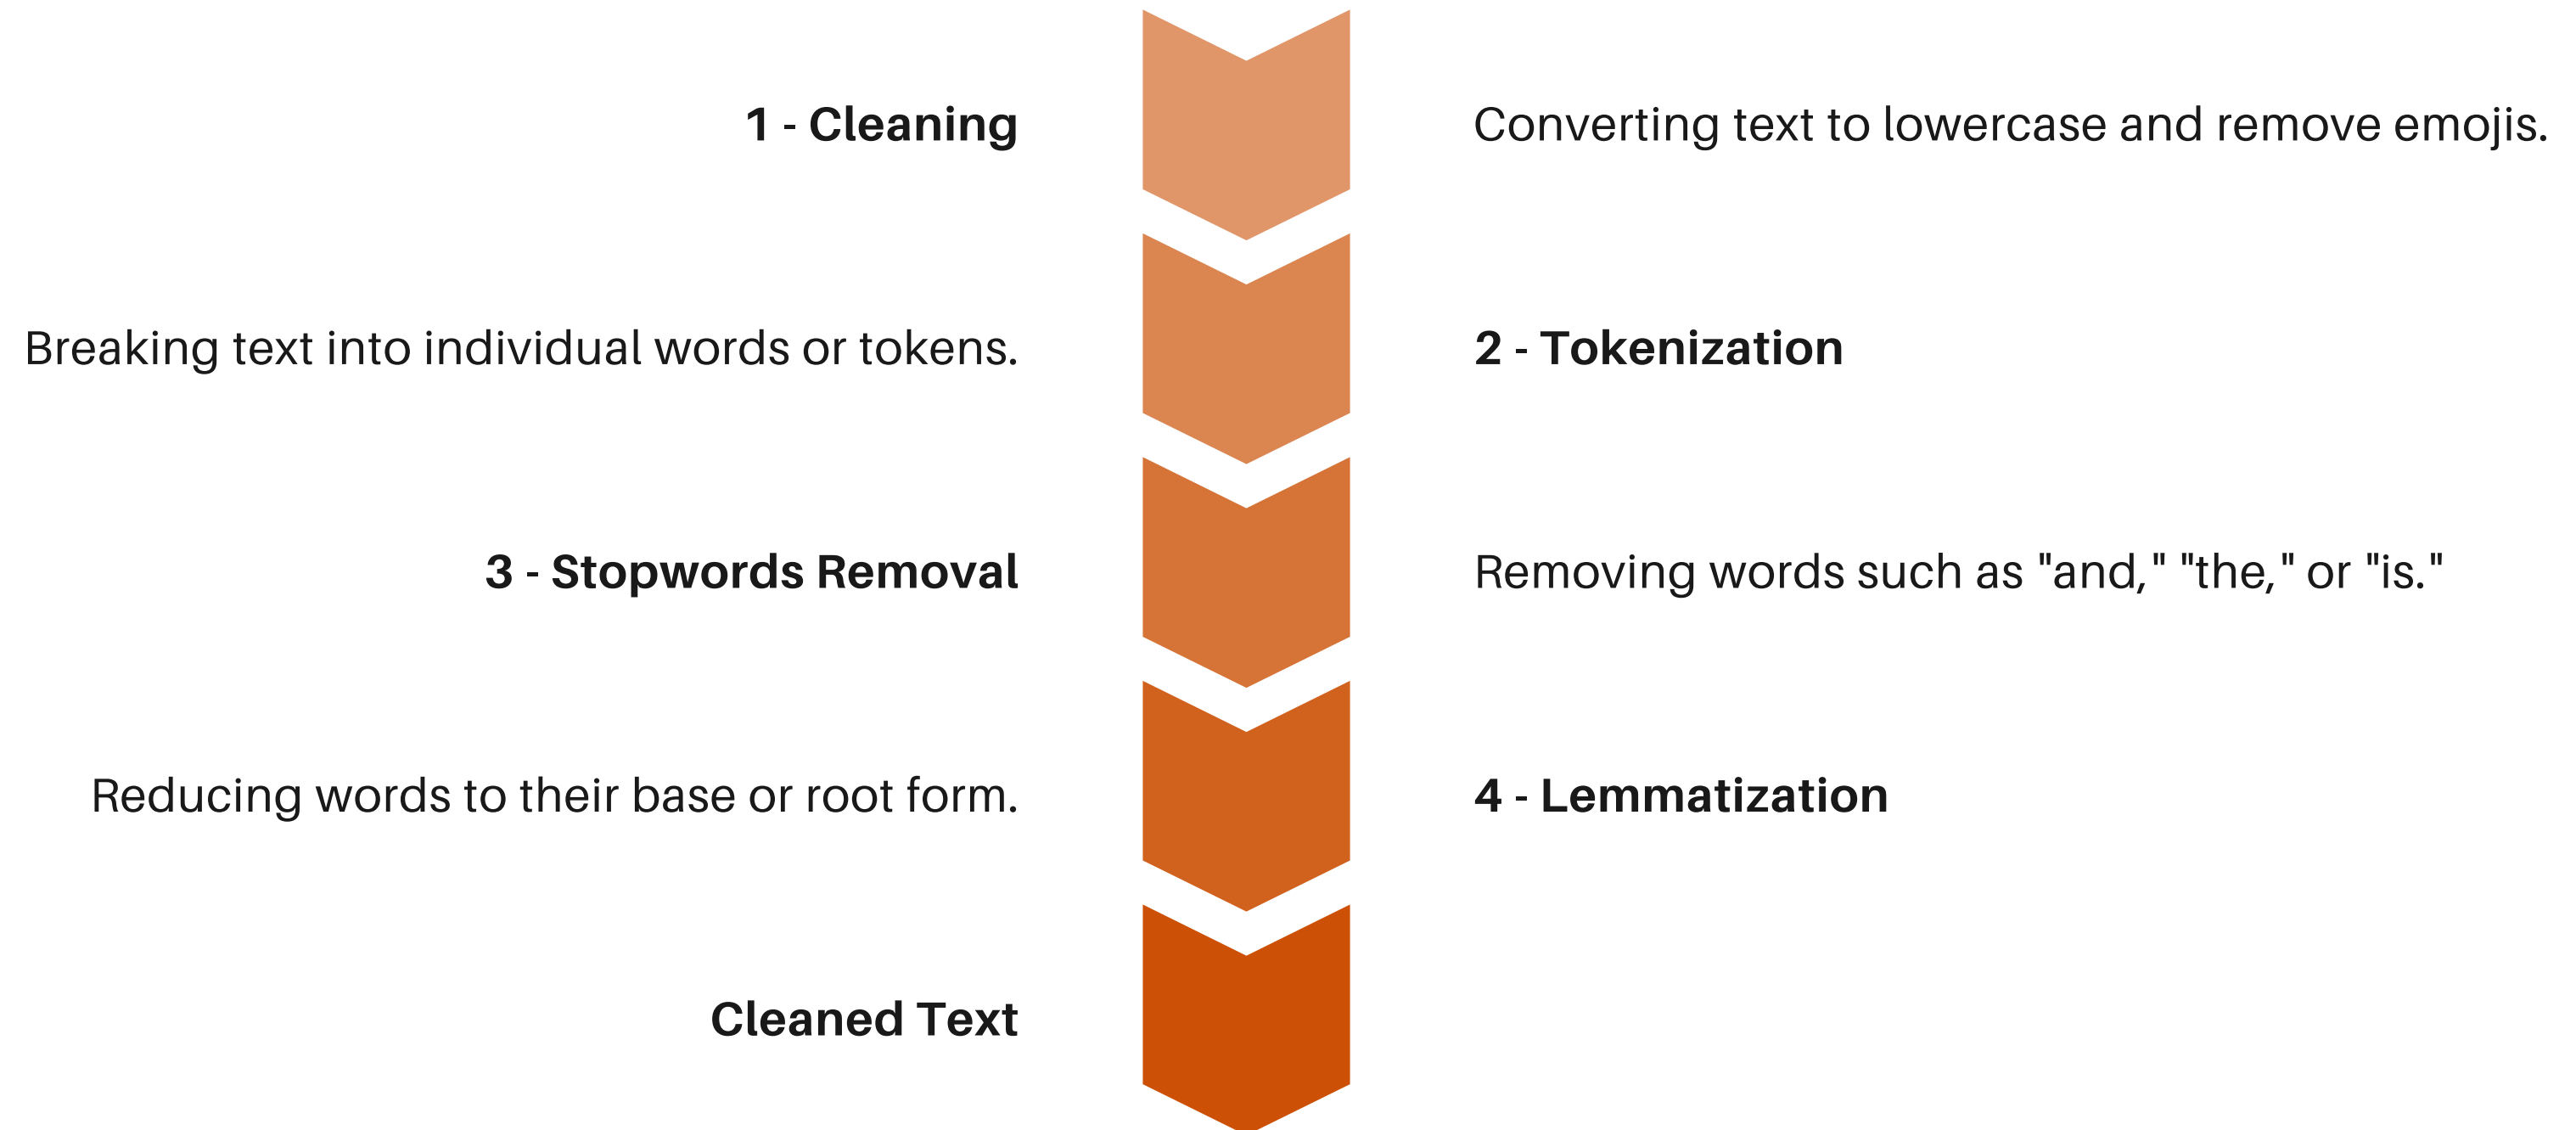 1 - Cleaning
Converting text to lowercase and remove emojis.
Breaking text into individual words or tokens.
2 - Tokenization
3 - Stopwords Removal
Removing words such as "and," "the," or "is."
Reducing words to their base or root form.
4 - Lemmatization
Cleaned Text